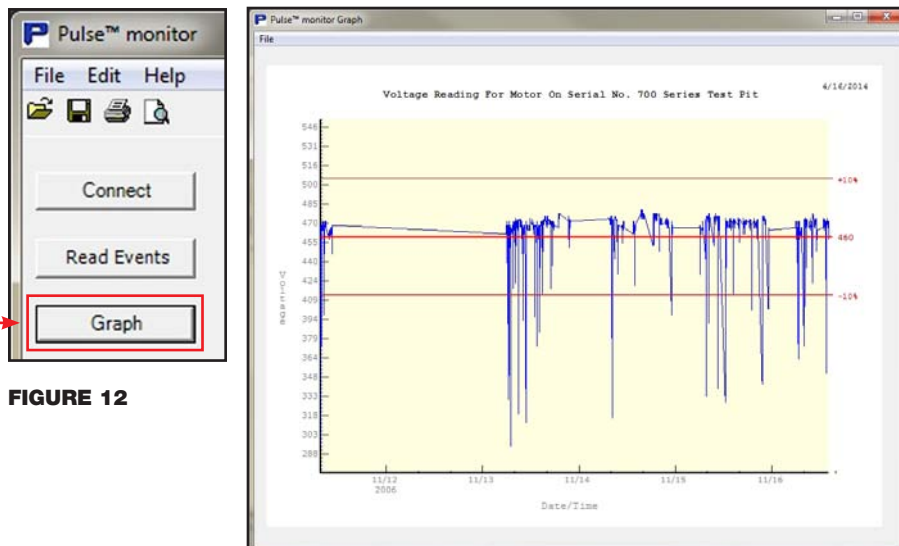 Pulse™ monitor
File Edit Help
Connect
Read Events
Graph
FIGURE 12
Pulse™ monitor Graph
File
4/16/2014
Voltage Reading For Motor On Serial No. 700 Series Test Pit
546
531
516
500
485
470
455
440
424
409
394
379
364
348
333
318
303
288
Voltage
+10%
460
-10%
11/12
2006
11/13
11/14
11/15
11/16
Date/Time